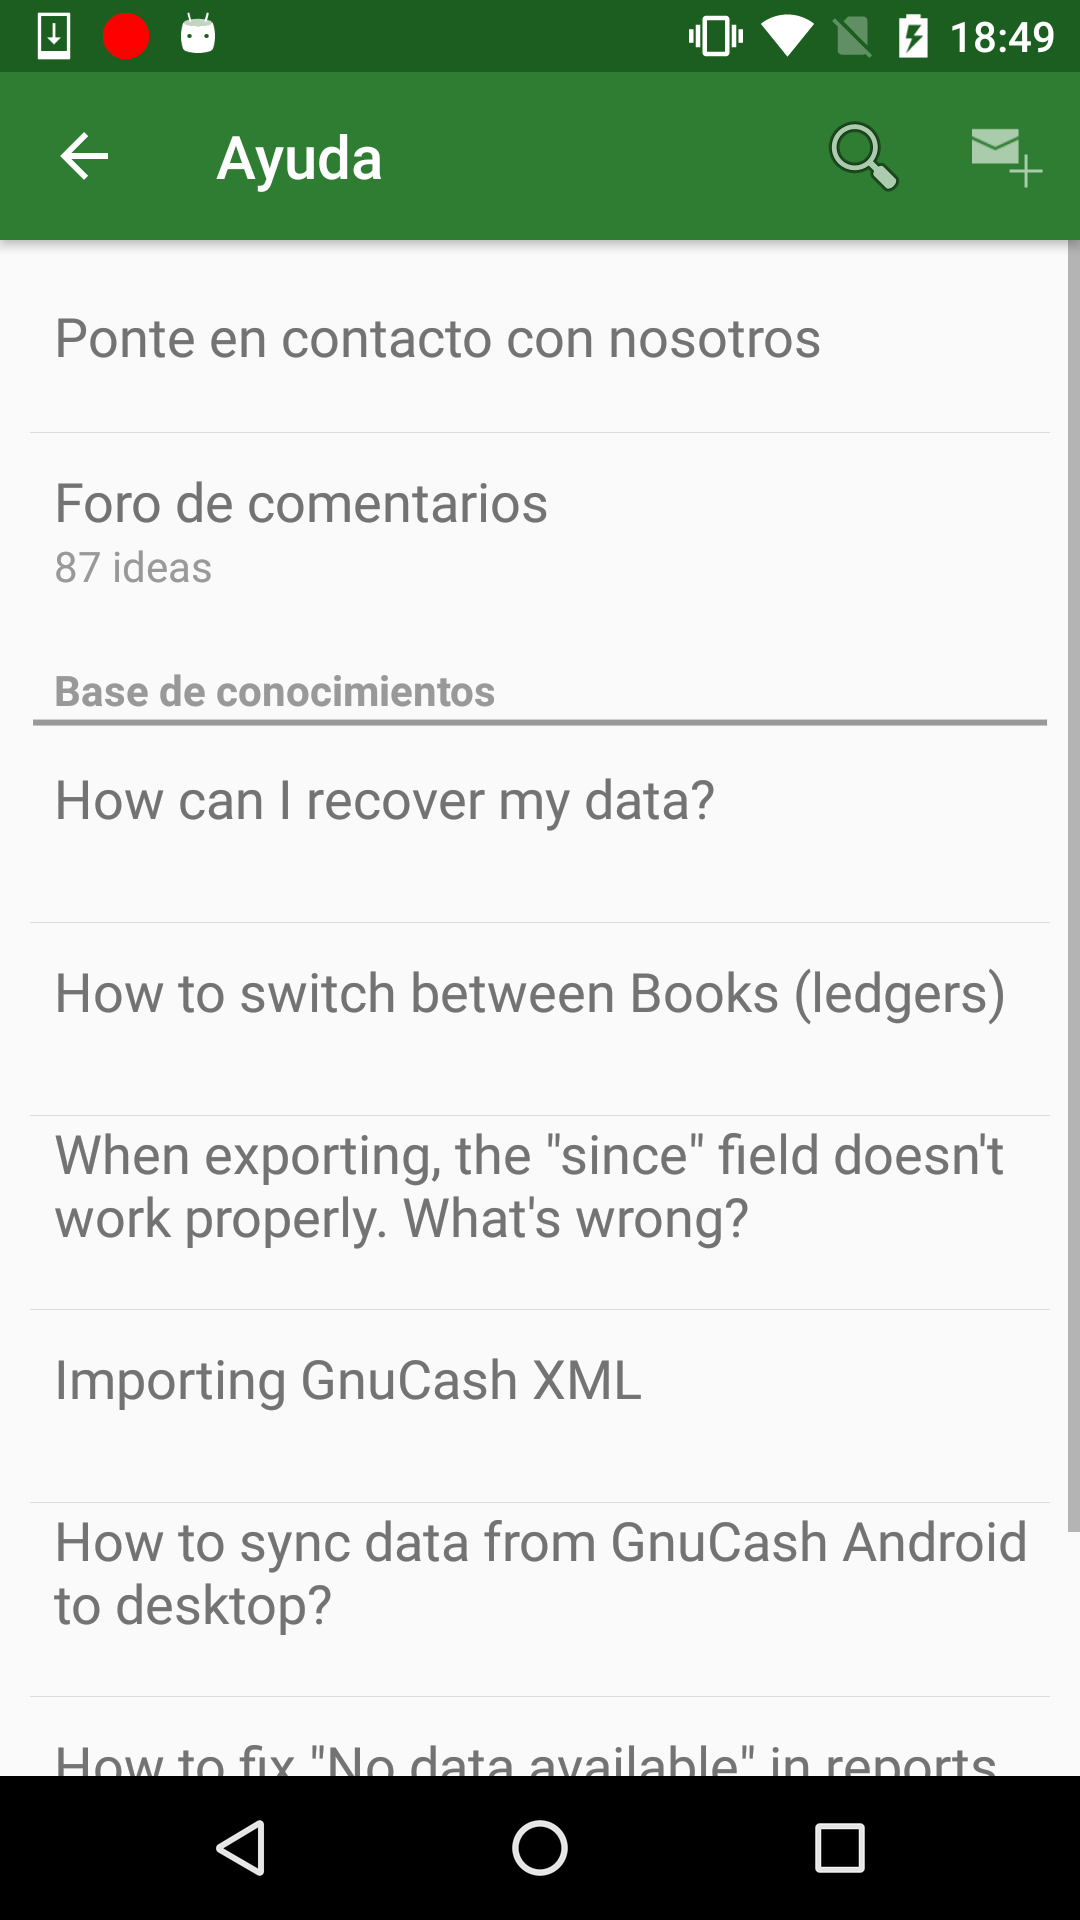 18:49
Ayuda
Ponte en contacto con nosotros
Foro de comentarios
87 ideas
Base de conocimientos
How can I recover my data?
How to switch between Books (ledgers)
When exporting, the "since" field doesn't
work properly. What's wrong?
Importing GnuCash XML
How to sync data from GnuCash Android
to desktop?
How to fix "No data available" in reports